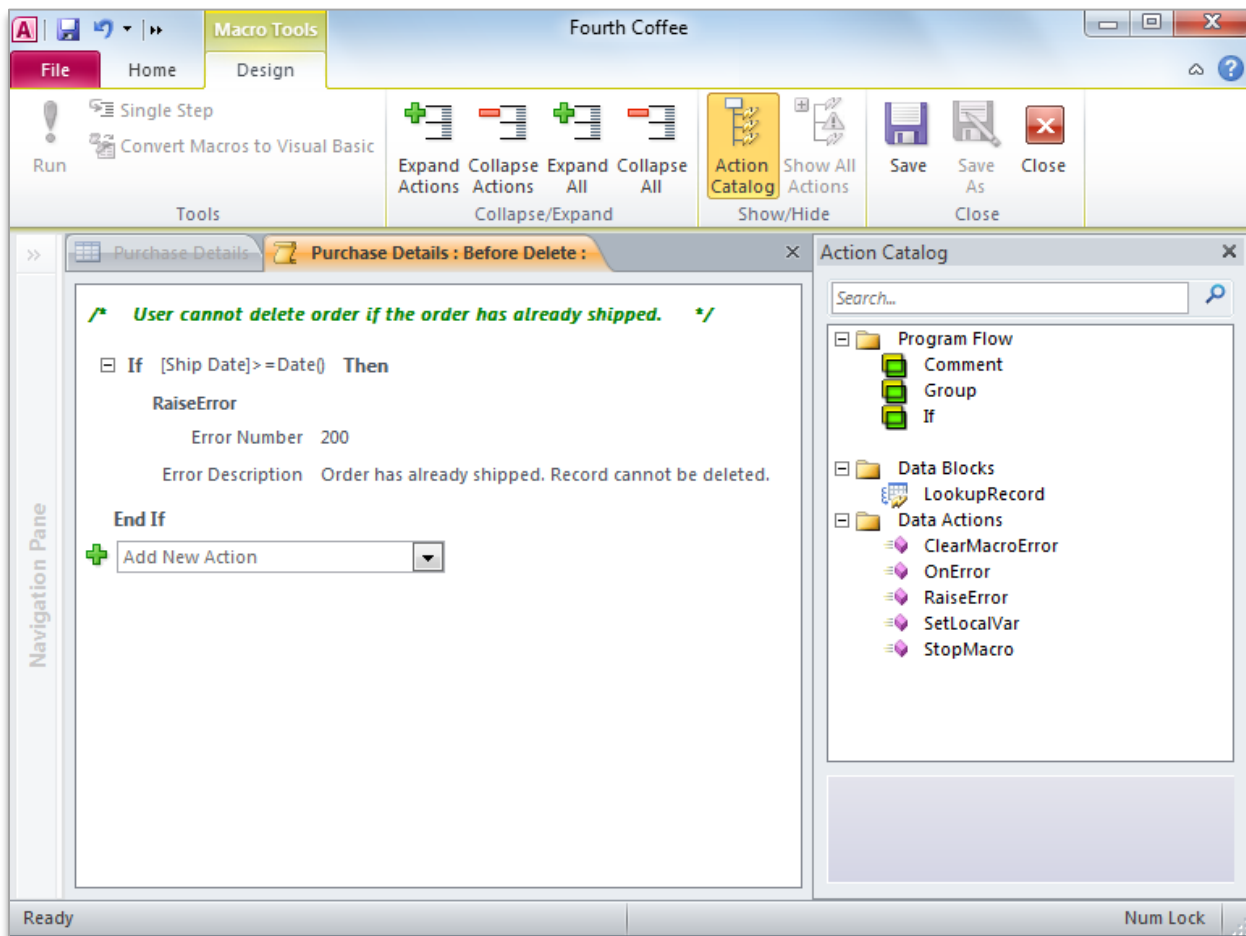 Macro Tools
Fourth Coffee
File Home Design
Run
Single Step
Convert Macros to Visual Basic
Tools
Expand Actions
Collapse Actions
Expand All
Collapse All
Collapse/Expand
Action Catalog
Show All Actions
Show/Hide
Save
Save As
Close
Close
Navigation Pane
Purchase Details
Purchase Details : Before Delete :
/* User cannot delete order if the order has already shipped. */
If [Ship Date]>=Date() Then
RaiseError
Error Number 200
Error Description Order has already shipped. Record cannot be deleted.
End If
Add New Action
Action Catalog
Search...
Program Flow
Comment
Group
If
Data Blocks
LookupRecord
Data Actions
ClearMacroError
OnError
RaiseError
SetLocalVar
StopMacro
Ready
Num Lock